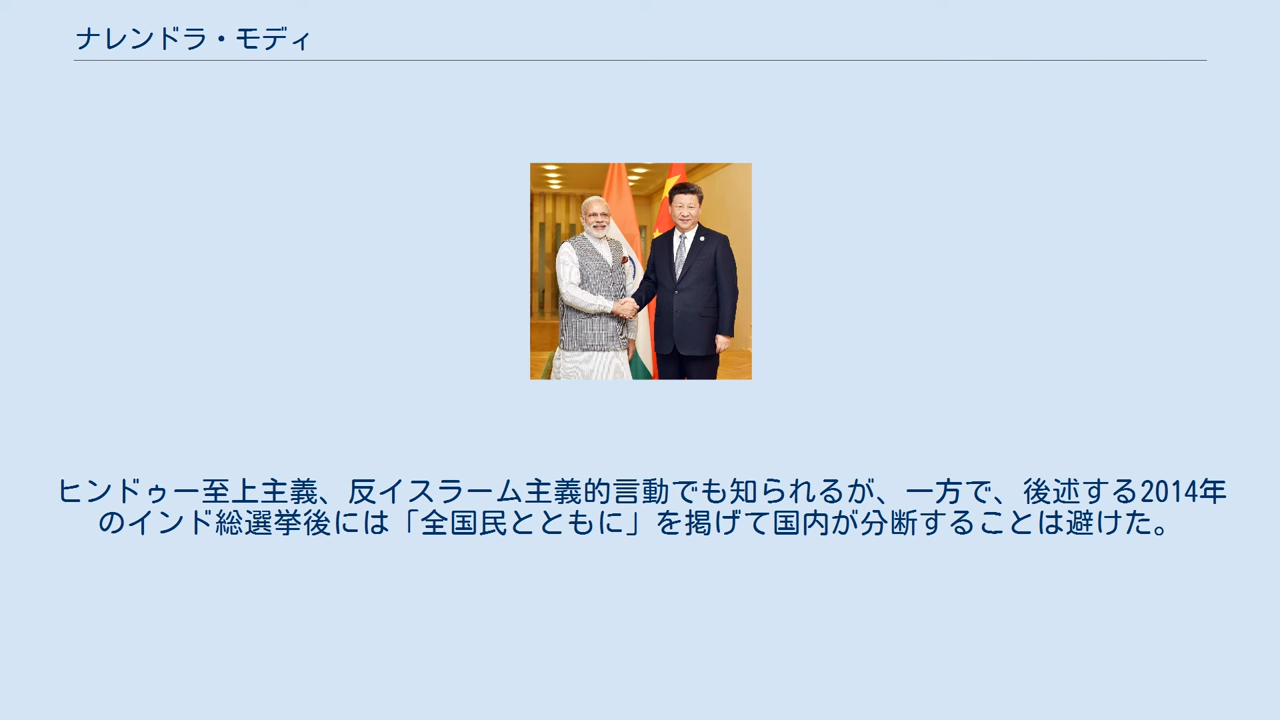 ナレンドラ・モディ
ヒンドゥー至上主義、反イスラーム主義的言動でも知られるが、一方で、後述する2014年
のインド総選挙後には「全国民とともに」を掲げて国内が分断することは避けた。